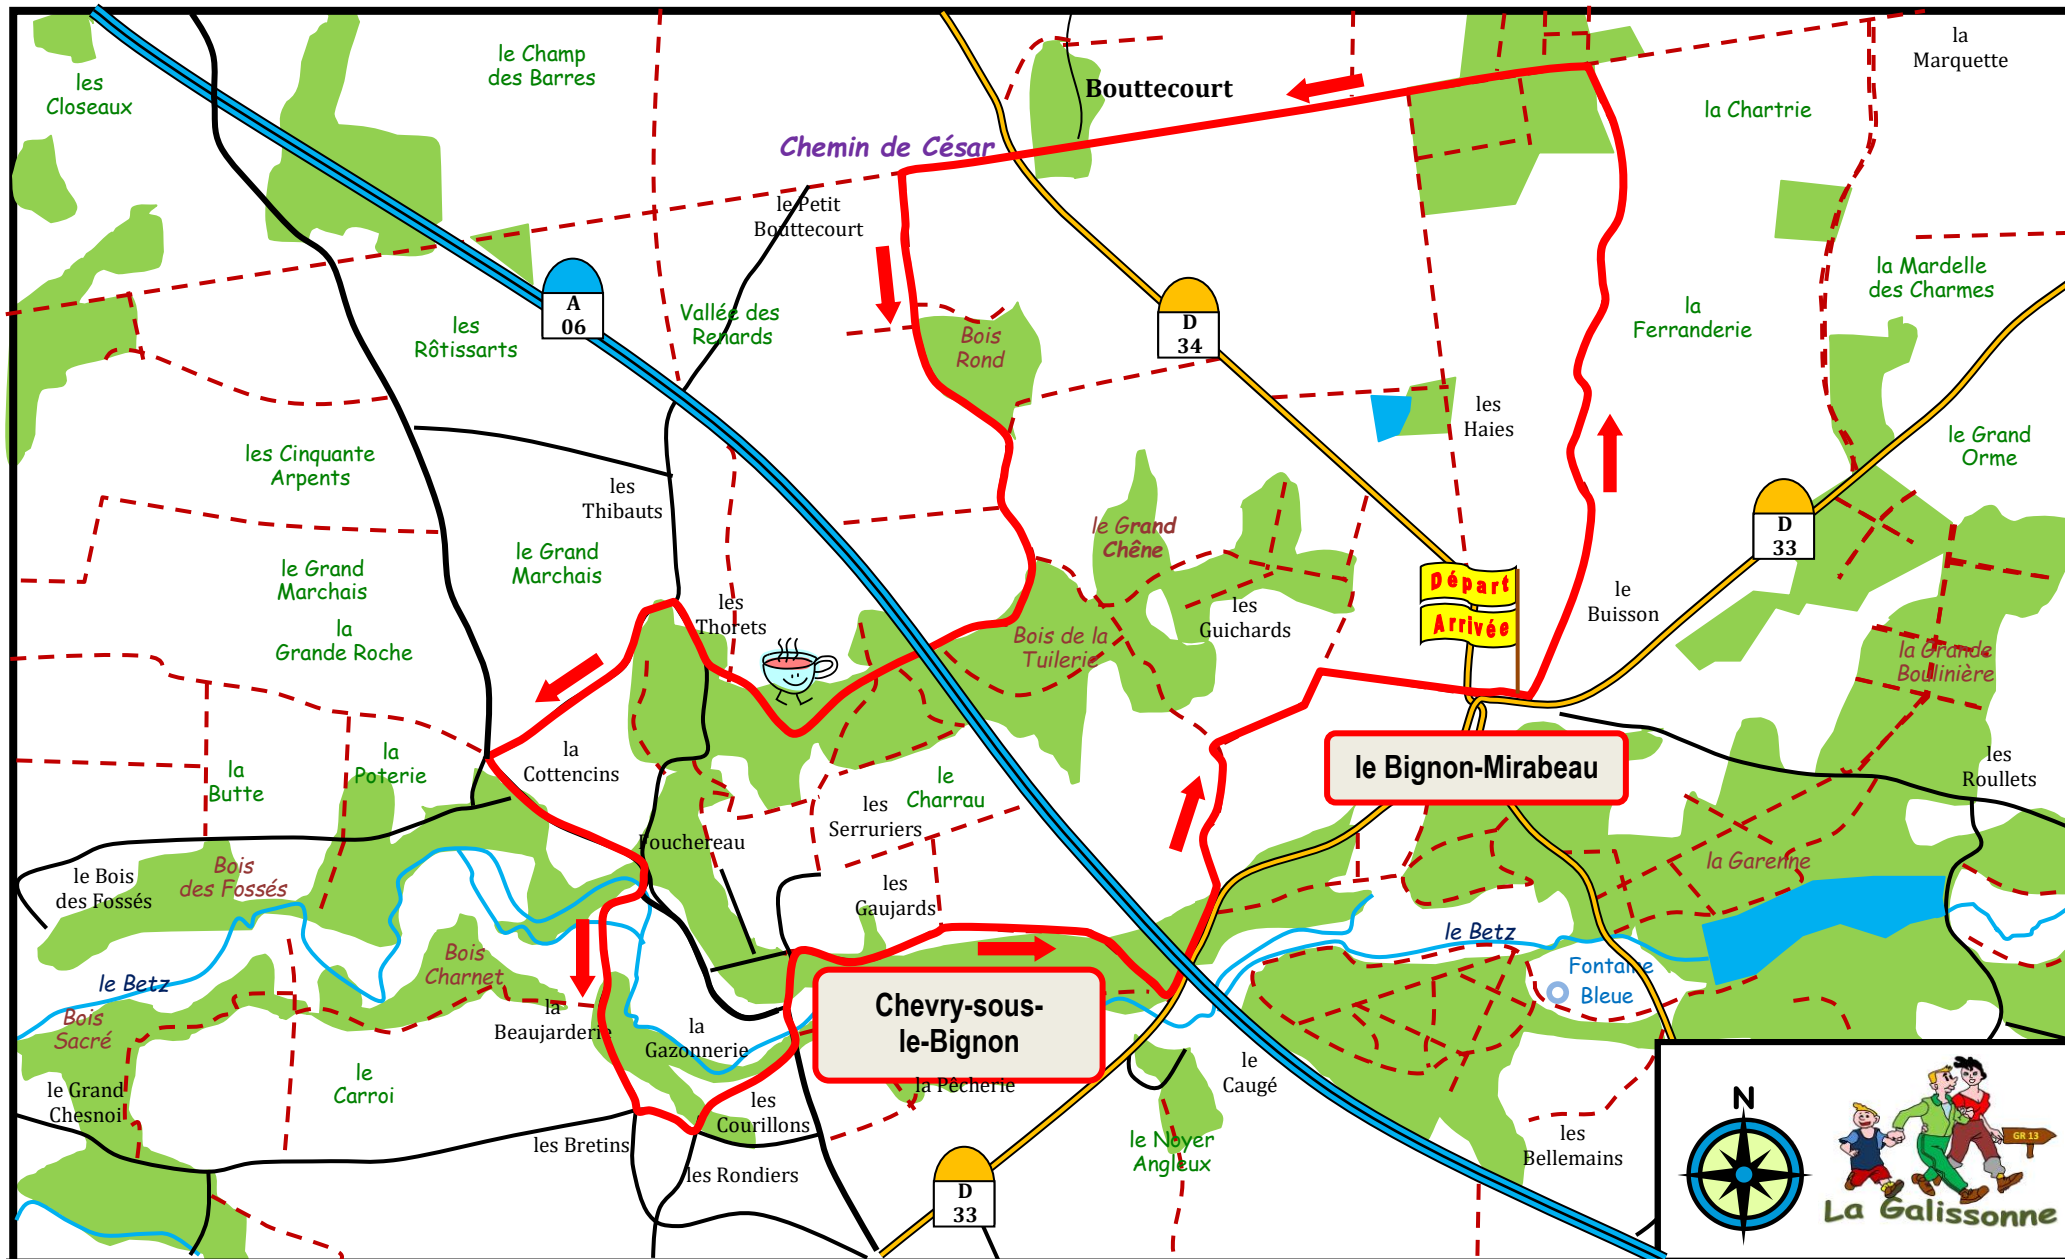 le Champ
des Barres
la
Marquette
les
Closeaux
Bouttecourt
la Chartrie
Chemin de César
le Petit
Bouttecourt
la Mardelle
des Charmes
A
06
les
Rôtissarts
Vallée des
Renards
Bois
Rond
D
34
la
Ferranderie
les
Haies
le Grand
Orme
les Cinquante
Arpents
les
Thibauts
le Grand
Chêne
D
33
le Grand
Marchais
le Grand
Marchais
Départ
Arrivée
le
Buisson
les
Thorets
les
Guichards
la
Grande Roche
Bois de la
Tuilerie
la Grande
Boulinière
la
Cottencins
la
Poterie
la
Butte
le
Charrau
le Bignon-Mirabeau
les
Roullets
les
Serruriers
Fouchereau
la Garenne
Bois
des Fossés
le Bois
des Fossés
les
Gaujards
le Betz
Bois
Charnet
Fontaine
Bleue
le Betz
Chevry-sous-
le-Bignon
la
Beaujarderie
Bois
Sacré
la
Gazonnerie
le
Caugé
la Pêcherie
le
Carroi
le Grand
Chesnoi
les
Courillons
les Bretins
le Noyer
Angleux
les
Bellemains
les Rondiers
D
33
N
GR 13
La Galissonne